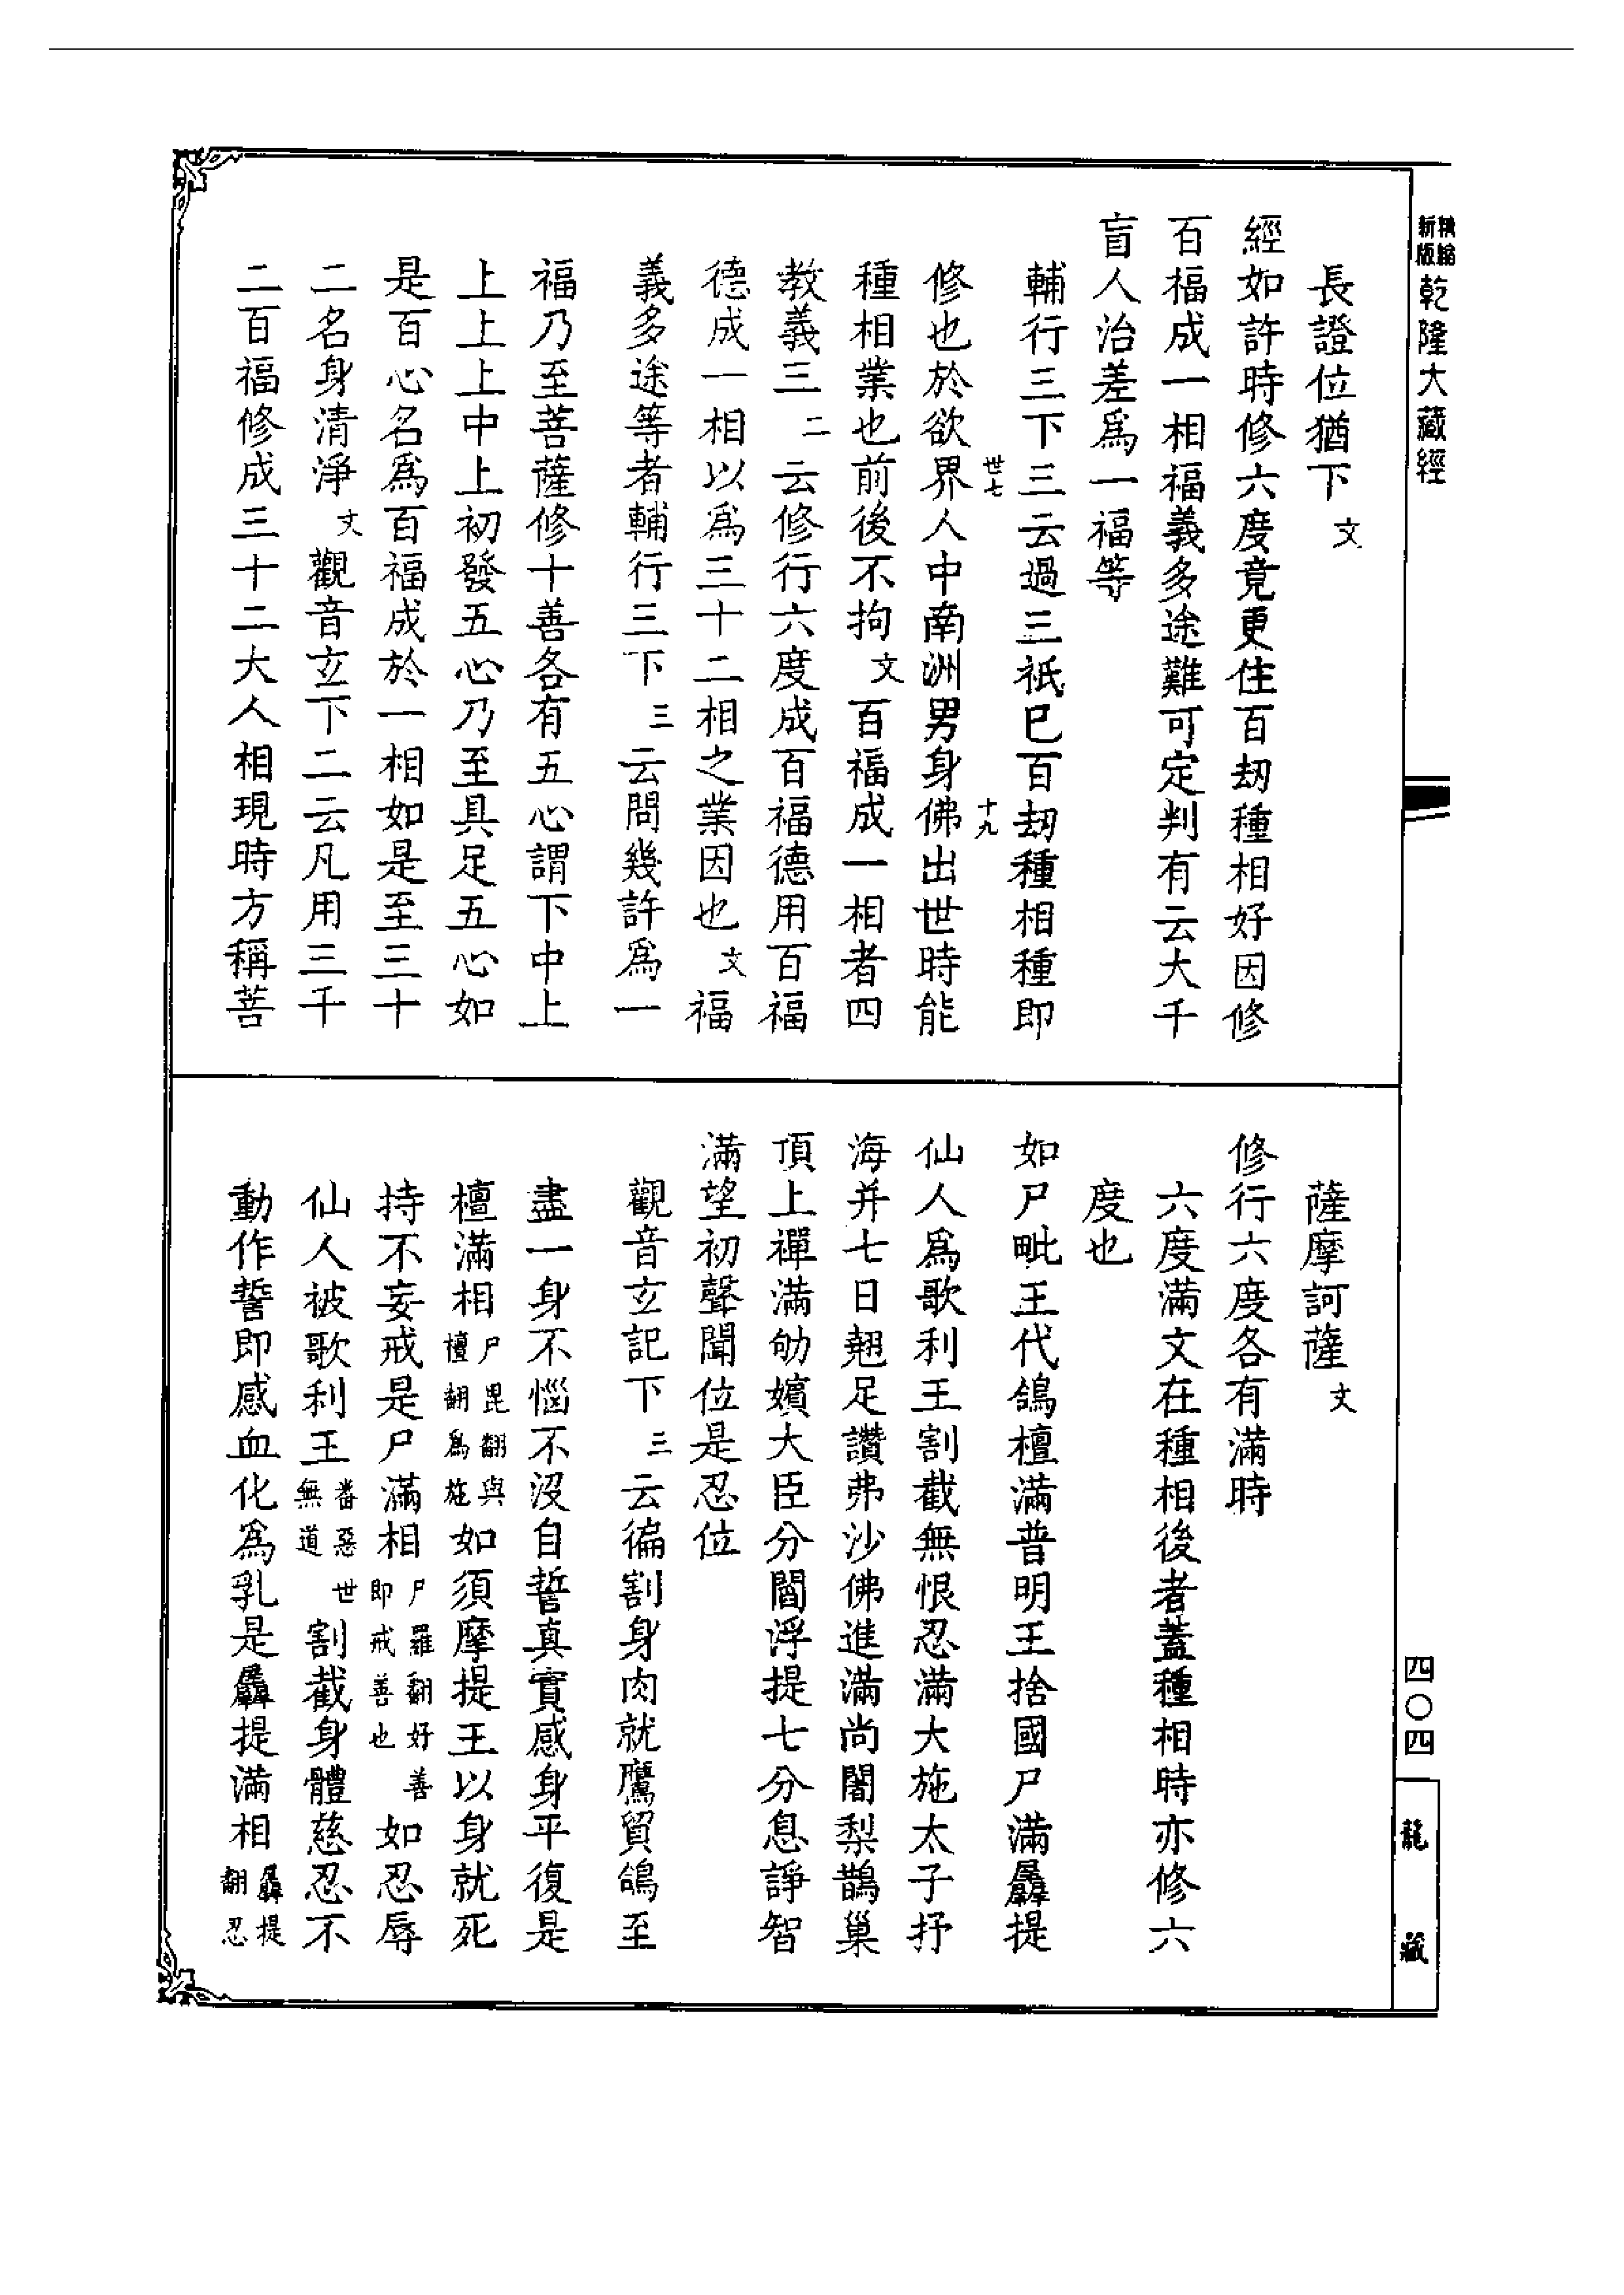 精縮新版乾隆大藏經
長證位猶下文
經如許時修六度竟更住百劫種相好因修
百福成一相福義多途難可定判有云大千
盲人治差為一福等
輔行三下三云過三祇已百劫種相種即
世七
十九
修也於欲界人中南洲男身佛出世時能
種相業也前後不拘文百福成一相者四
教義三二云修行六度成百福德用百福
德成一相以為三十二相之業因也文福
義多途等者輔行三下三云問幾許為一
福乃至菩薩修十善各有五心謂下中上
上上上中上初發五心乃至具足五心如
是百心名為百福成於一相如是至三十
二名身清淨文觀音玄下二云凡用三千
二百福修成三十二大人相現時方稱菩
薩摩訶薩文
修行六度各有滿時
六度滿文在種相後者蓋種相時亦修六
度也
如尸毗王代鴿檀滿普明王捨國尸滿羼提
仙人為歌利王割截無恨忍滿大施太子抒
海并七日翹足讚弗沙佛進滿尚闍梨鵲巢
頂上禪滿劬嬪大臣分閻浮提七分息諍智
滿望初聲聞位是忍位
觀音玄記下三云徧割身肉就鷹貿鴿至
盡一身不惱不沒自誓真實感身平復是
檀滿相尸毘翻與檀翻為施如須摩提王以身就死
持不妄戒是尸滿相尸羅翻好善即戒善也如忍辱
仙人被歌利王番惡世無道割截身體慈忍不
動作誓即感血化為乳是羼提滿相羼提翻忍
四〇四
龍藏